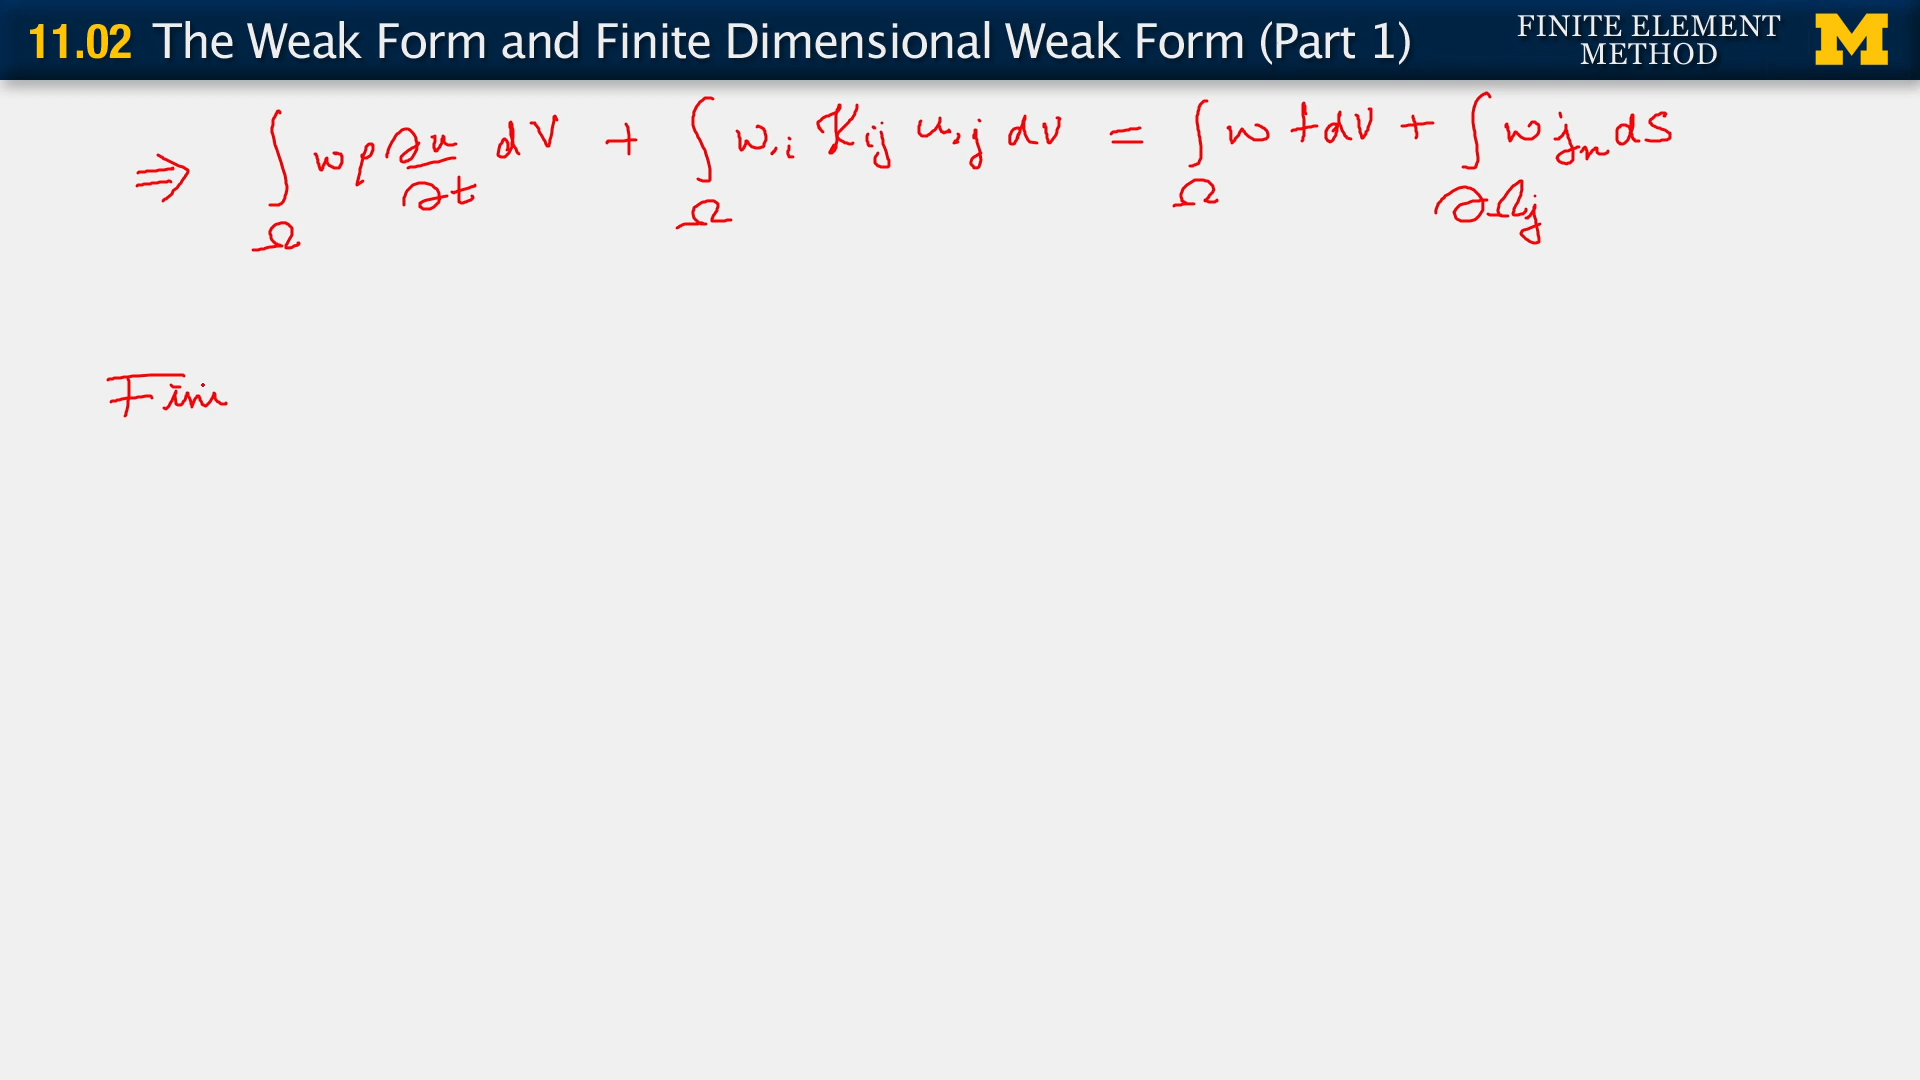 11.02 The Weak Form and Finite Dimensional Weak Form (Part 1)
FINITE ELEMENT
METHOD
M
⇒ ∫_Ω wρ ∂u/∂t dV + ∫_Ω w,i Kij u,j dV = ∫_Ω w f dV + ∫_∂Ωj w jn dS
Fini